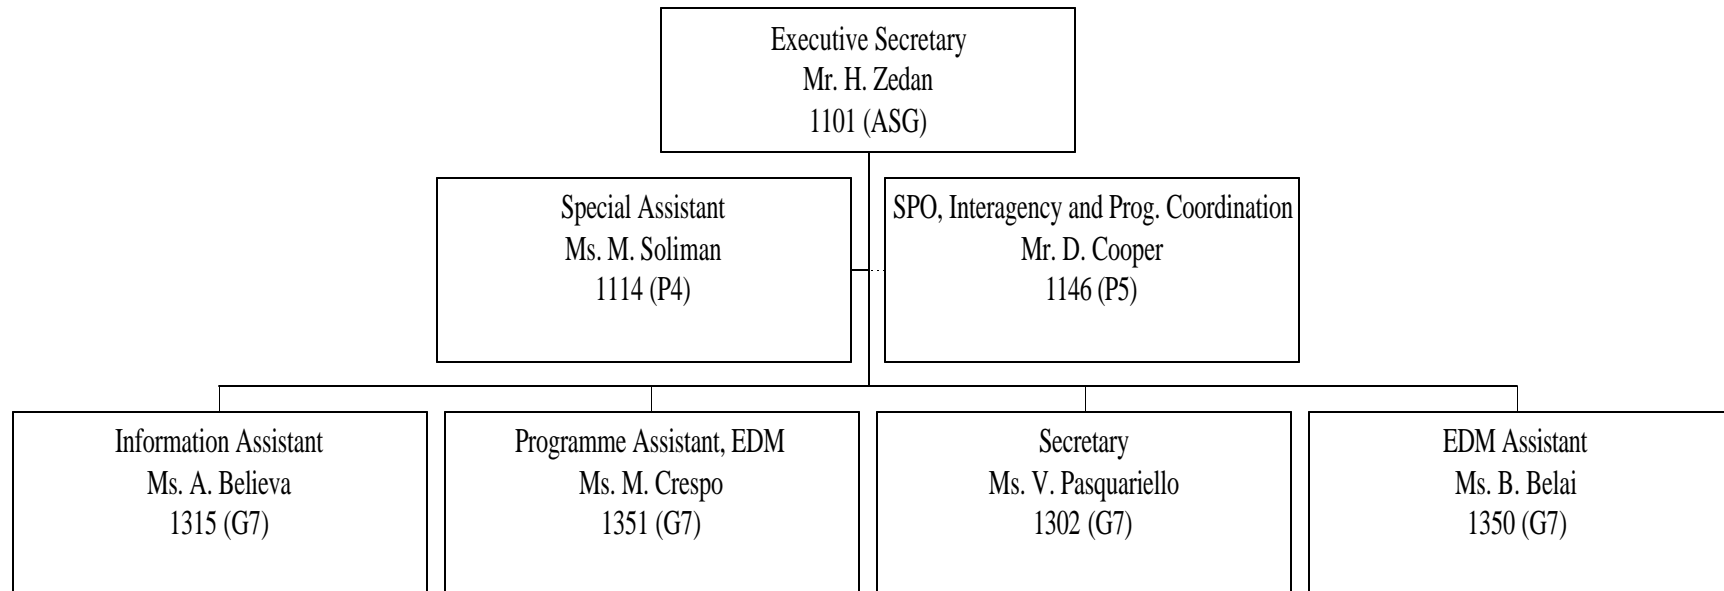 Executive Secretary
Mr. H. Zedan
1101 (ASG)
Special Assistant
Ms. M. Soliman
1114 (P4)
SPO, Interagency and Prog. Coordination
Mr. D. Cooper
1146 (P5)
Information Assistant
Ms. A. Believa
1315 (G7)
Programme Assistant, EDM
Ms. M. Crespo
1351 (G7)
Secretary
Ms. V. Pasquariello
1302 (G7)
EDM Assistant
Ms. B. Belai
1350 (G7)